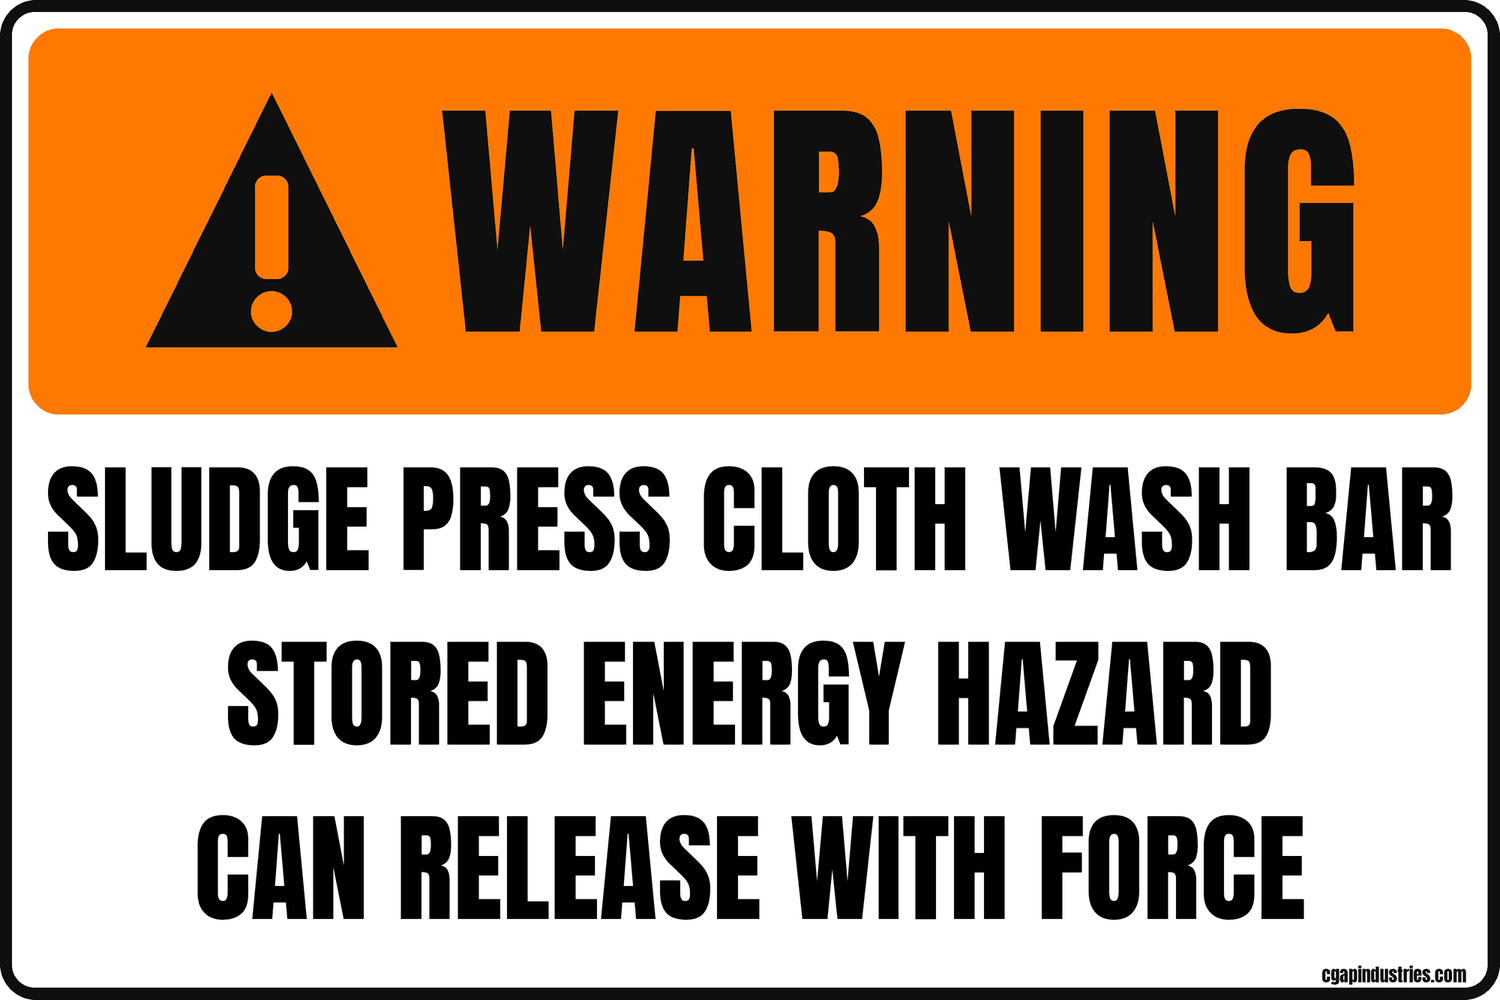 WARNING
SLUDGE PRESS CLOTH WASH BAR
STORED ENERGY HAZARD
CAN RELEASE WITH FORCE
cgapindustries.com